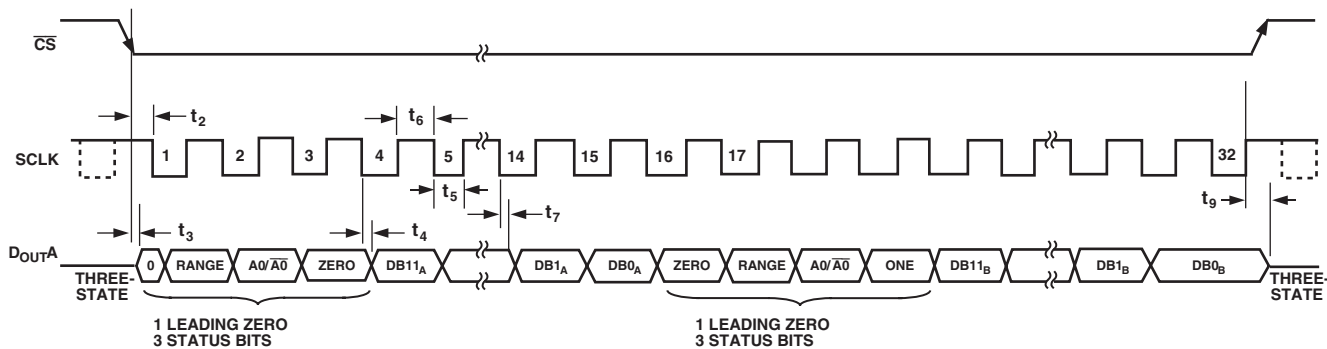 CS
t2
t6
SCLK
1 2 3 4 5 14 15 16 17 32
t5
t7
t9
t3
t4
DOUTA
0 RANGE A0/A0 ZERO DB11A DB1A DB0A ZERO RANGE A0/A0 ONE DB11B DB1B DB0B
THREE-
STATE
THREE-
STATE
1 LEADING ZERO
3 STATUS BITS
1 LEADING ZERO
3 STATUS BITS